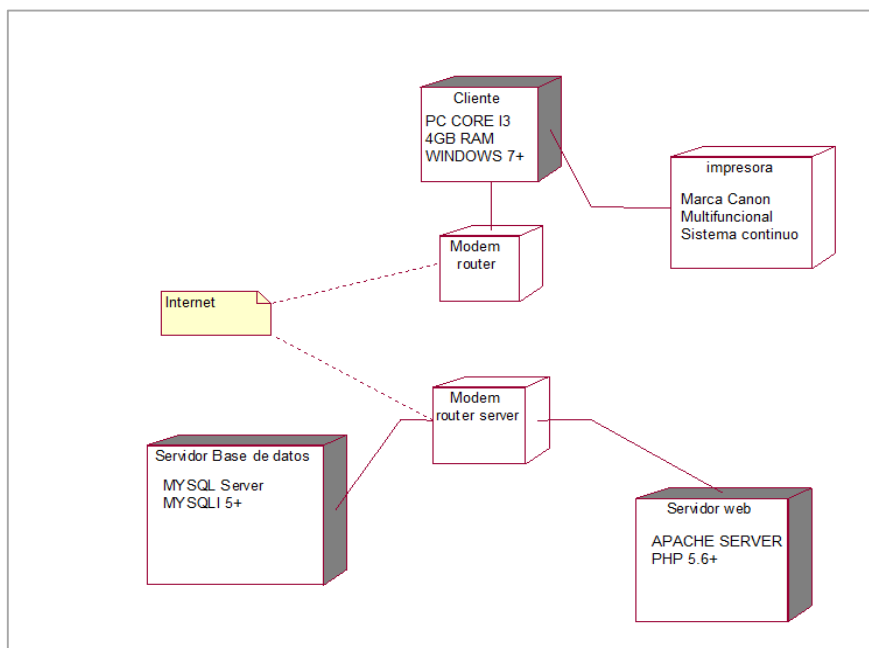 Cliente
PC CORE I3
4GB RAM
WINDOWS 7+
impresora
Marca Canon
Multifuncional
Sistema continuo
Modem
router
Internet
Modem
router server
Servidor Base de datos
MYSQL Server
MYSQLI 5+
Servidor web
APACHE SERVER
PHP 5.6+